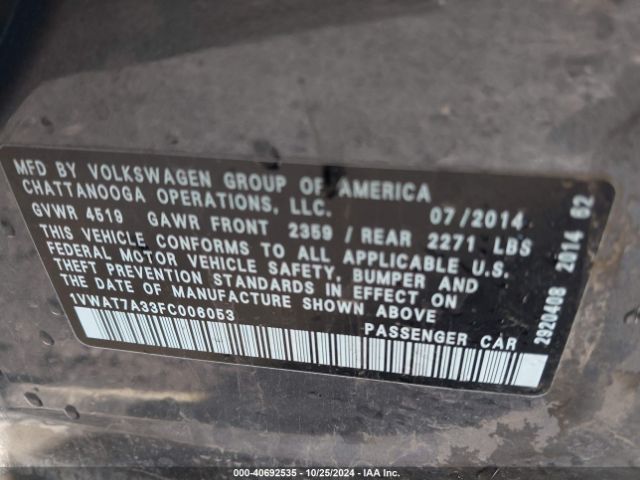 MFD BY VOLKSWAGEN GROUP OF AMERICA
CHATTANOOGA OPERATIONS, LLC.
07/2014
GVWR 4519 GAWR FRONT 2359 / REAR 2271 LBS
THIS VEHICLE CONFORMS TO ALL APPLICABLE U.S.
FEDERAL MOTOR VEHICLE SAFETY, BUMPER AND
THEFT PREVENTION STANDARDS IN EFFECT ON
THE DATE OF MANUFACTURE SHOWN ABOVE
1VWAT7A33FC006053
PASSENGER CAR
2920408 2014 62
000-40692535 - 10/25/2024 - IAA Inc.